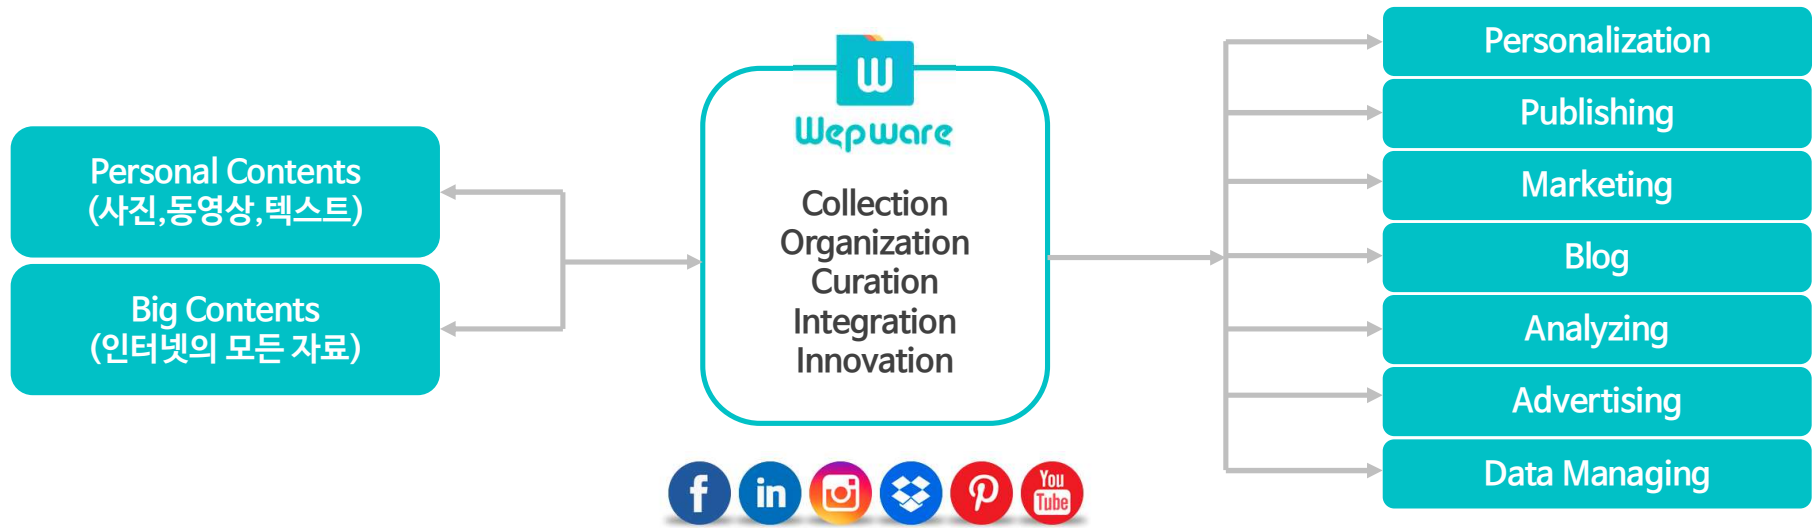 Personal Contents
(사진,동영상,텍스트)
Big Contents
(인터넷의 모든 자료)
W
Wepware
Collection
Organization
Curation
Integration
Innovation
f
in
You
Tube
Personalization
Publishing
Marketing
Blog
Analyzing
Advertising
Data Managing